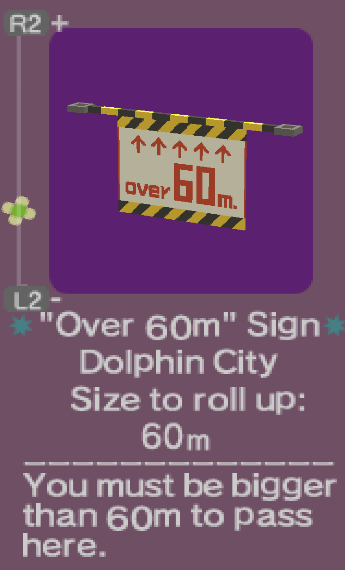 R2 +
↑ ↑ ↑ ↑ ↑
over 60m.
L2 -
"Over 60m" Sign
Dolphin City
Size to roll up:
60m
You must be bigger
than 60m to pass
here.